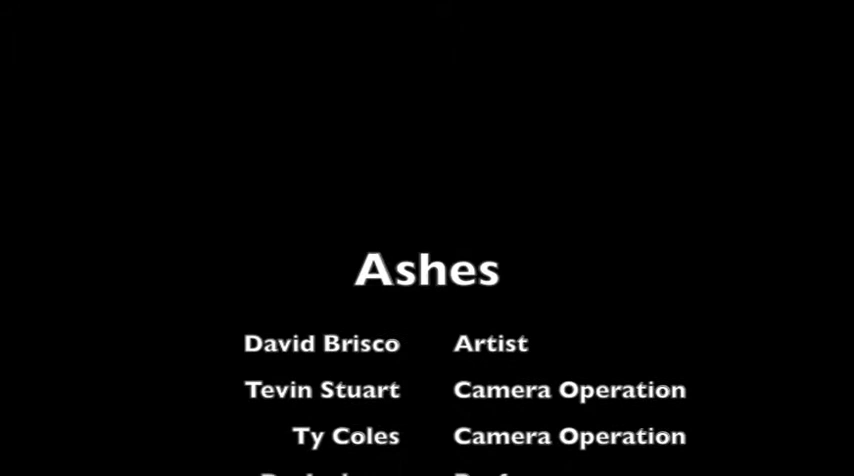 Ashes
David Brisco Artist
Tevin Stuart Camera Operation
Ty Coles Camera Operation